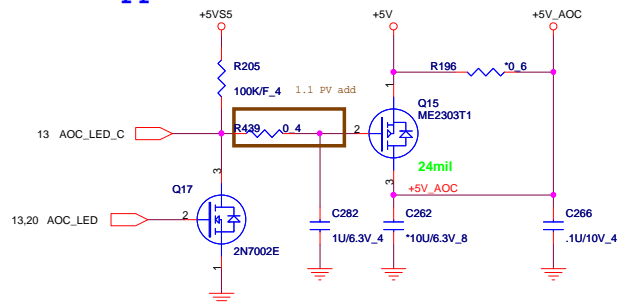 +5VS5
+5V
+5V_AOC
R205
100K/F_4
1.1 PV add
R196
*0_6
1
Q15
ME2303T1
13 AOC_LED_C
R439
0_4
2
24mil
3
3
+5V_AOC
Q17
13,20 AOC_LED
2
2N7002E
1
C282
1U/6.3V_4
C262
*10U/6.3V_8
C266
.1U/10V_4